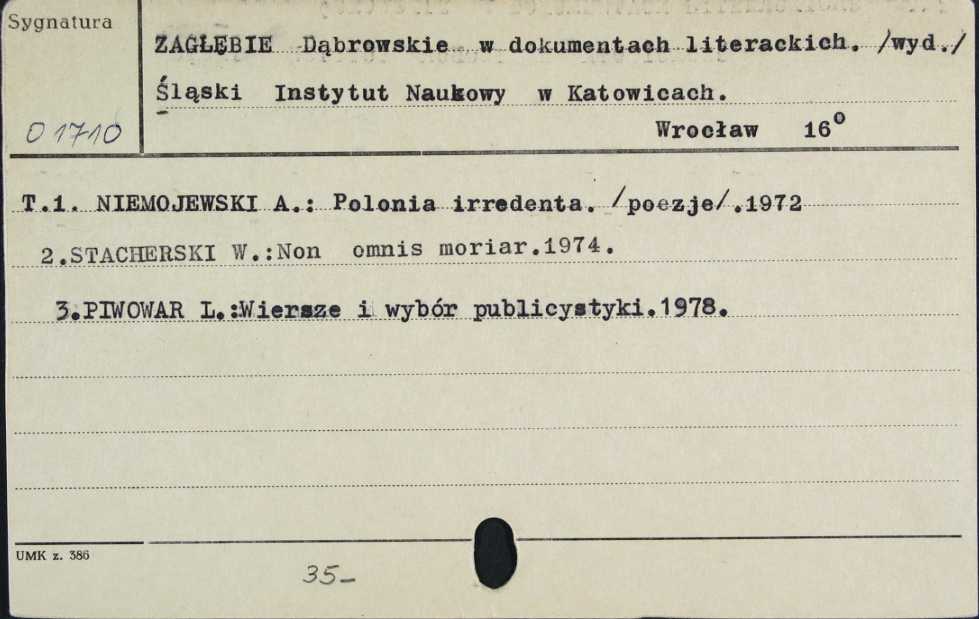 Sygnatura
ZAGŁĘBIE Dąbrowskie w dokumentach literackich. /wyd./
Śląski Instytut Naukowy w Katowicach.
O 1710
Wrocław 16°
T.1. NIEMOJEWSKI A.: Polonia irredenta. /poezje/.1972
2.STACHERSKI W.:Non omnis moriar.1974.
3.PIWOWAR L.:Wiersze i wybór publicystyki.1978.
UMK z. 386
35-